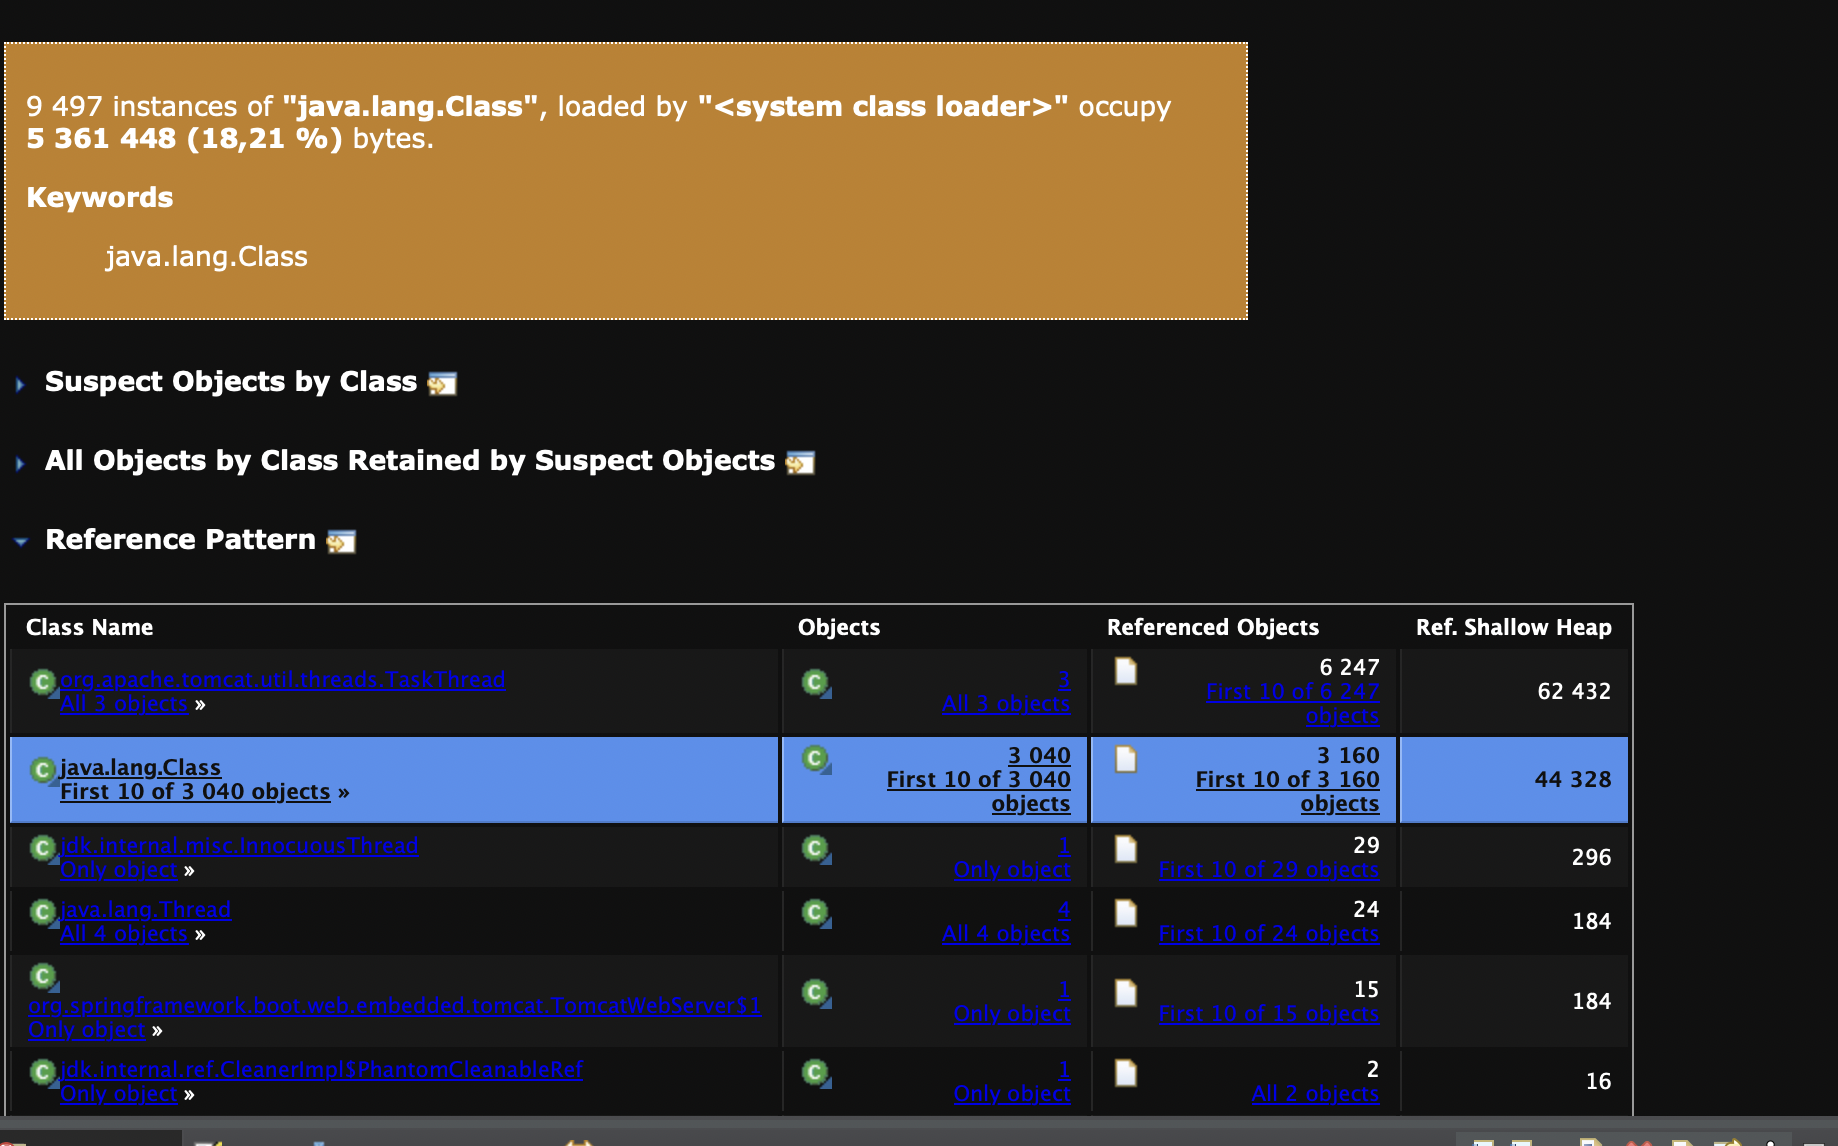 9 497 instances of "java.lang.Class", loaded by "<system class loader>" occupy
5 361 448 (18,21 %) bytes.
Keywords
java.lang.Class
Suspect Objects by Class
All Objects by Class Retained by Suspect Objects
Reference Pattern
Class Name Objects Referenced Objects Ref. Shallow Heap
org.apache.tomcat.util.threads.TaskThread
All 3 objects »
3
All 3 objects
6 247
First 10 of 6 247
objects
62 432
java.lang.Class
First 10 of 3 040 objects »
3 040
First 10 of 3 040
objects
3 160
First 10 of 3 160
objects
44 328
jdk.internal.misc.InnocuousThread
Only object »
1
Only object
29
First 10 of 29 objects
296
java.lang.Thread
All 4 objects »
4
All 4 objects
24
First 10 of 24 objects
184
org.springframework.boot.web.embedded.tomcat.TomcatWebServer$1
Only object »
1
Only object
15
First 10 of 15 objects
184
jdk.internal.ref.CleanerImpl$PhantomCleanableRef
Only object »
1
Only object
2
All 2 objects
16